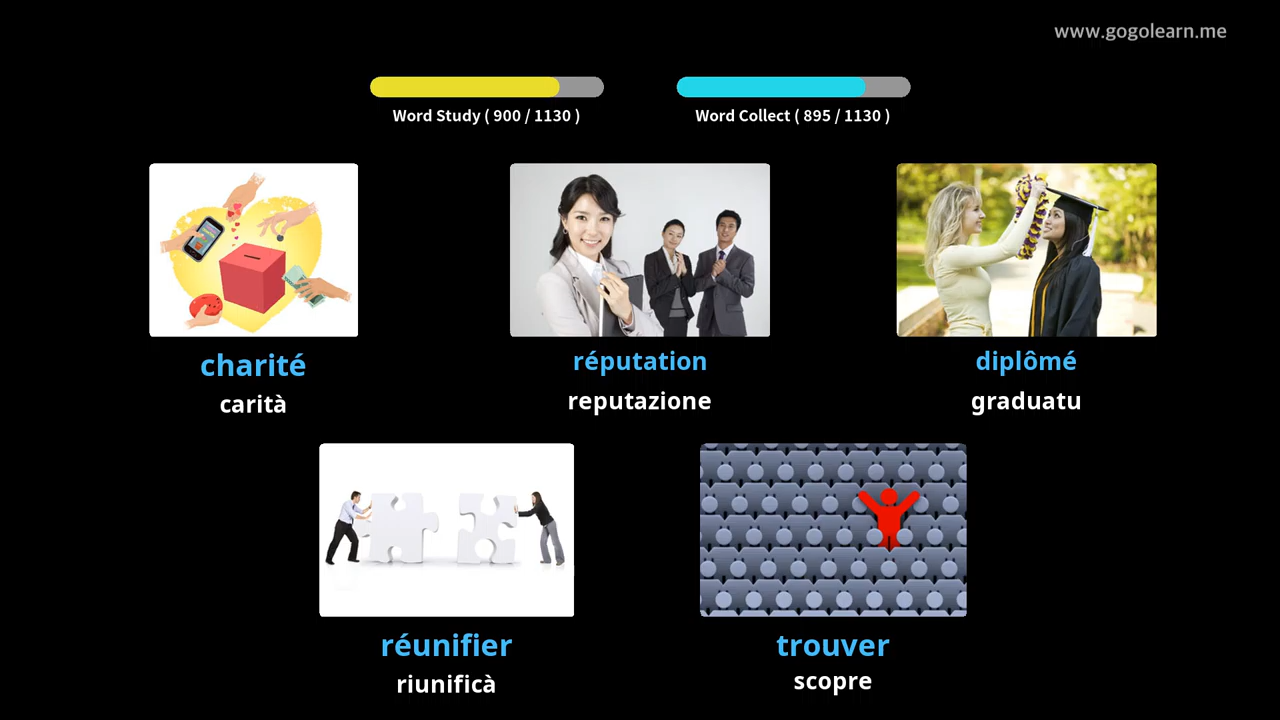 www.gogolearn.me
Word Study ( 900 / 1130 )
Word Collect ( 895 / 1130 )
charité
carità
réputation
reputazione
diplômé
graduatu
réunifier
riunificà
trouver
scopre